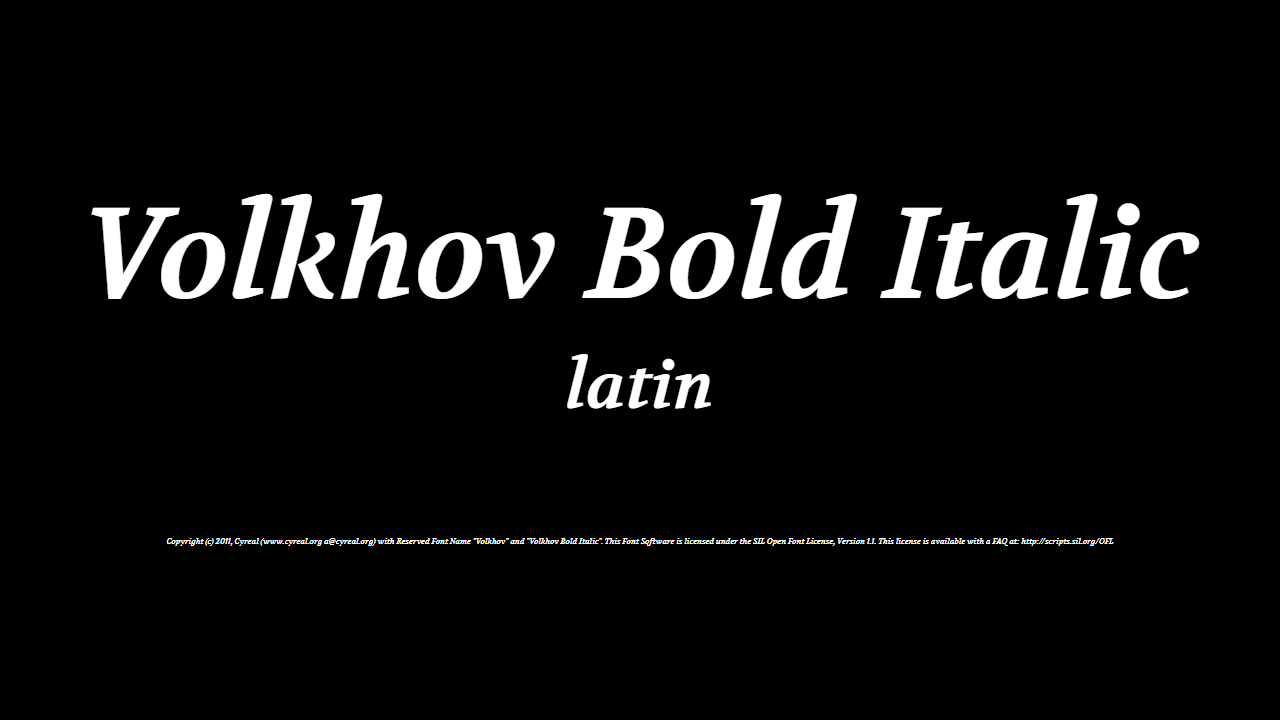 Volkhov Bold Italic
latin
Copyright (c) 2011, Cyreal (www.cyreal.org a@cyreal.org) with Reserved Font Name "Volkhov" and "Volkhov Bold Italic". This Font Software is licensed under the SIL Open Font License, Version 1.1. This license is available with a FAQ at: http://scripts.sil.org/OFL